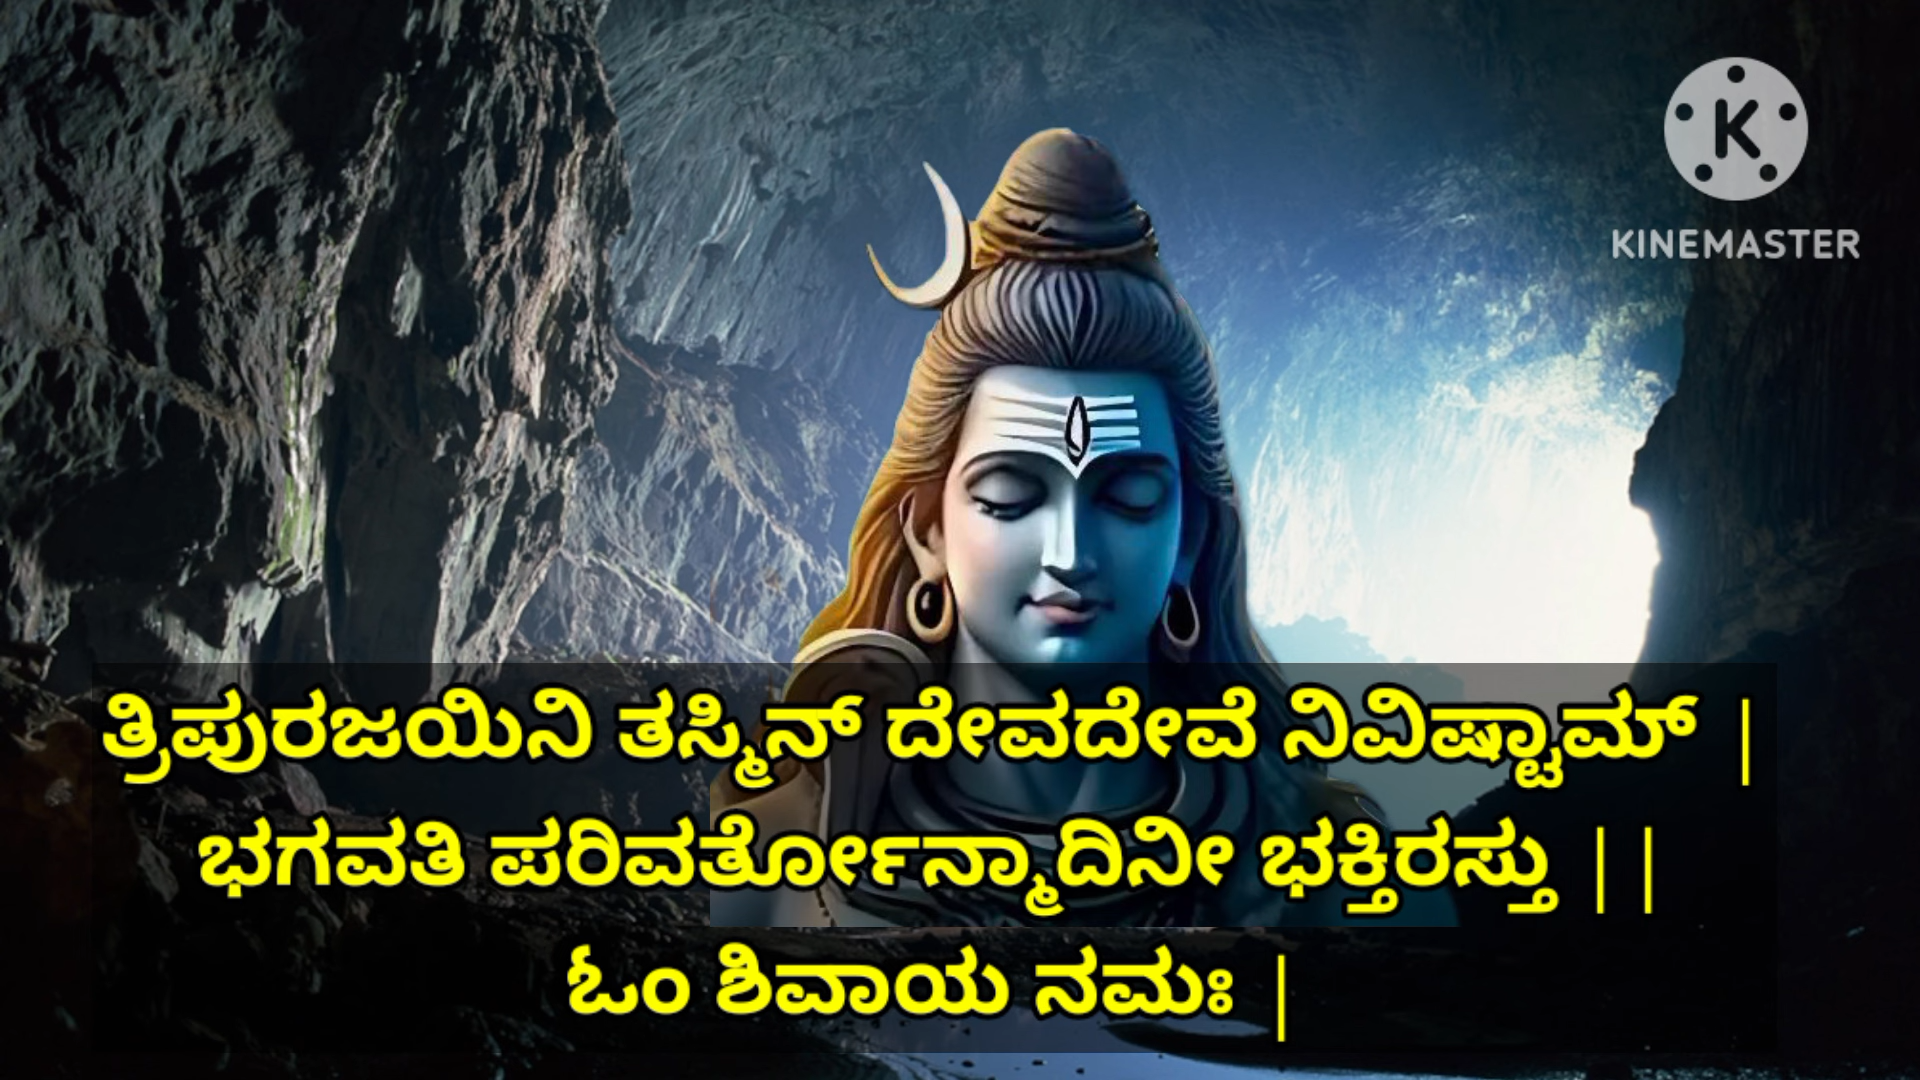 KINEMASTER
ತ್ರಿಪುರಜಯಿನಿ ತಸ್ಮಿನ್ ದೇವದೇವೆ ನಿವಿಷ್ಟಾಮ್ |
ಭಗವತಿ ಪರಿವರ್ತೋನ್ಮಾದಿನೀ ಭಕ್ತಿರಸ್ತು ||
ಓಂ ಶಿವಾಯ ನಮಃ |